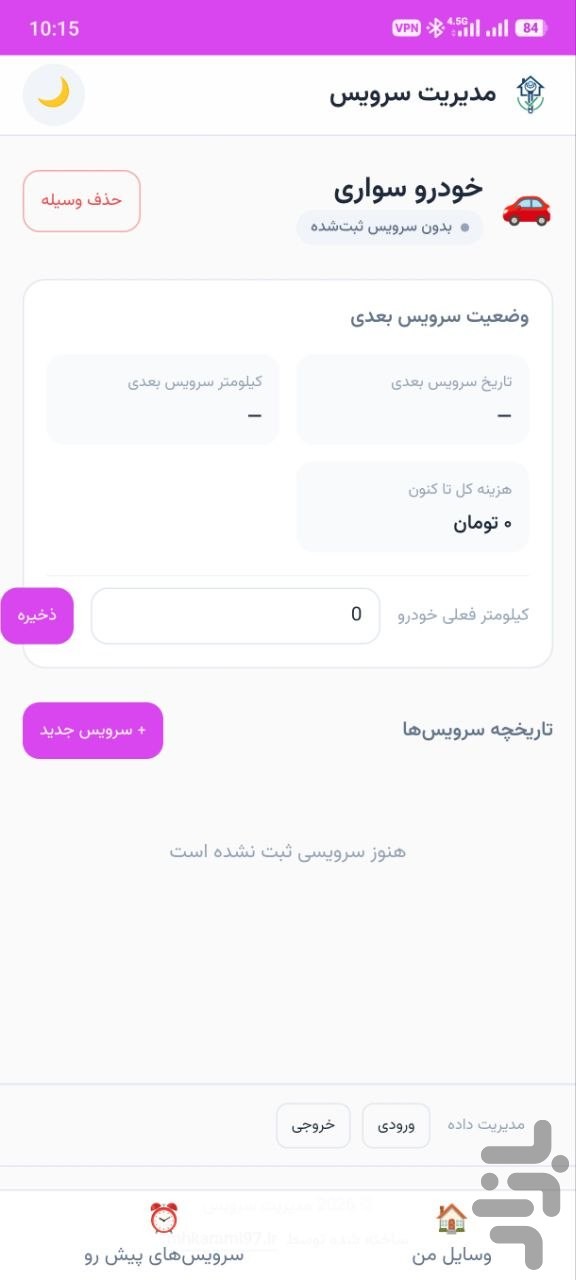 10:15 VPN 4.5G 84
مدیریت سرویس
خودرو سواری
بدون سرویس ثبت‌شده
حذف وسیله
وضعیت سرویس بعدی
تاریخ سرویس بعدی
—
کیلومتر سرویس بعدی
—
هزینه کل تا کنون
۰ تومان
کیلومتر فعلی خودرو 0 ذخیره
تاریخچه سرویس‌ها
+ سرویس جدید
هنوز سرویسی ثبت نشده است
مدیریت داده ورودی خروجی
وسایل من
سرویس‌های پیش رو